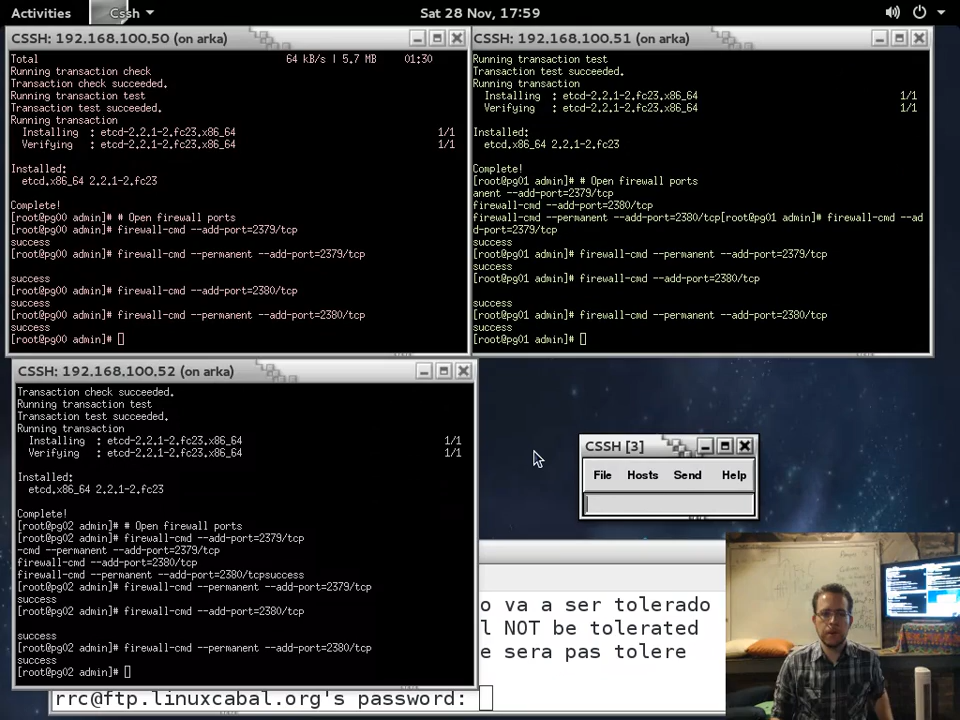 Activities
Cssh
Sat 28 Nov, 17:59
CSSH: 192.168.100.50 (on arka)
Total 64 kB/s | 5.7 MB 01:30
Running transaction check
Transaction check succeeded.
Running transaction test
Transaction test succeeded.
Running transaction
Installing : etcd-2.2.1-2.fc23.x86_64 1/1
Verifying : etcd-2.2.1-2.fc23.x86_64 1/1
Installed:
etcd.x86_64 2.2.1-2.fc23
Complete!
[root@pg00 admin]# # Open firewall ports
[root@pg00 admin]# firewall-cmd --add-port=2379/tcp
success
[root@pg00 admin]# firewall-cmd --permanent --add-port=2379/tcp
success
[root@pg00 admin]# firewall-cmd --add-port=2380/tcp
success
[root@pg00 admin]# firewall-cmd --permanent --add-port=2380/tcp
success
[root@pg00 admin]#
CSSH: 192.168.100.51 (on arka)
Running transaction test
Transaction test succeeded.
Running transaction
Installing : etcd-2.2.1-2.fc23.x86_64 1/1
Verifying : etcd-2.2.1-2.fc23.x86_64 1/1
Installed:
etcd.x86_64 2.2.1-2.fc23
Complete!
[root@pg01 admin]# # Open firewall ports
anent --add-port=2379/tcp
firewall-cmd --add-port=2380/tcp
firewall-cmd --permanent --add-port=2380/tcp[root@pg01 admin]# firewall-cmd --ad
d-port=2379/tcp
success
[root@pg01 admin]# firewall-cmd --permanent --add-port=2379/tcp
success
[root@pg01 admin]# firewall-cmd --add-port=2380/tcp
success
[root@pg01 admin]# firewall-cmd --permanent --add-port=2380/tcp
success
[root@pg01 admin]#
CSSH: 192.168.100.52 (on arka)
Transaction check succeeded.
Running transaction test
Transaction test succeeded.
Running transaction
Installing : etcd-2.2.1-2.fc23.x86_64 1/1
Verifying : etcd-2.2.1-2.fc23.x86_64 1/1
Installed:
etcd.x86_64 2.2.1-2.fc23
Complete!
[root@pg02 admin]# # Open firewall ports
[root@pg02 admin]# firewall-cmd --add-port=2379/tcp
-cmd --permanent --add-port=2379/tcp
firewall-cmd --add-port=2380/tcp
firewall-cmd --permanent --add-port=2380/tcpsuccess
[root@pg02 admin]# firewall-cmd --permanent --add-port=2379/tcp
success
[root@pg02 admin]# firewall-cmd --add-port=2380/tcp
success
[root@pg02 admin]# firewall-cmd --permanent --add-port=2380/tcp
success
[root@pg02 admin]#
CSSH [3]
File Hosts Send Help
o va a ser tolerado
l NOT be tolerated
e sera pas tolere
rrc@ftp.linuxcabal.org's password: